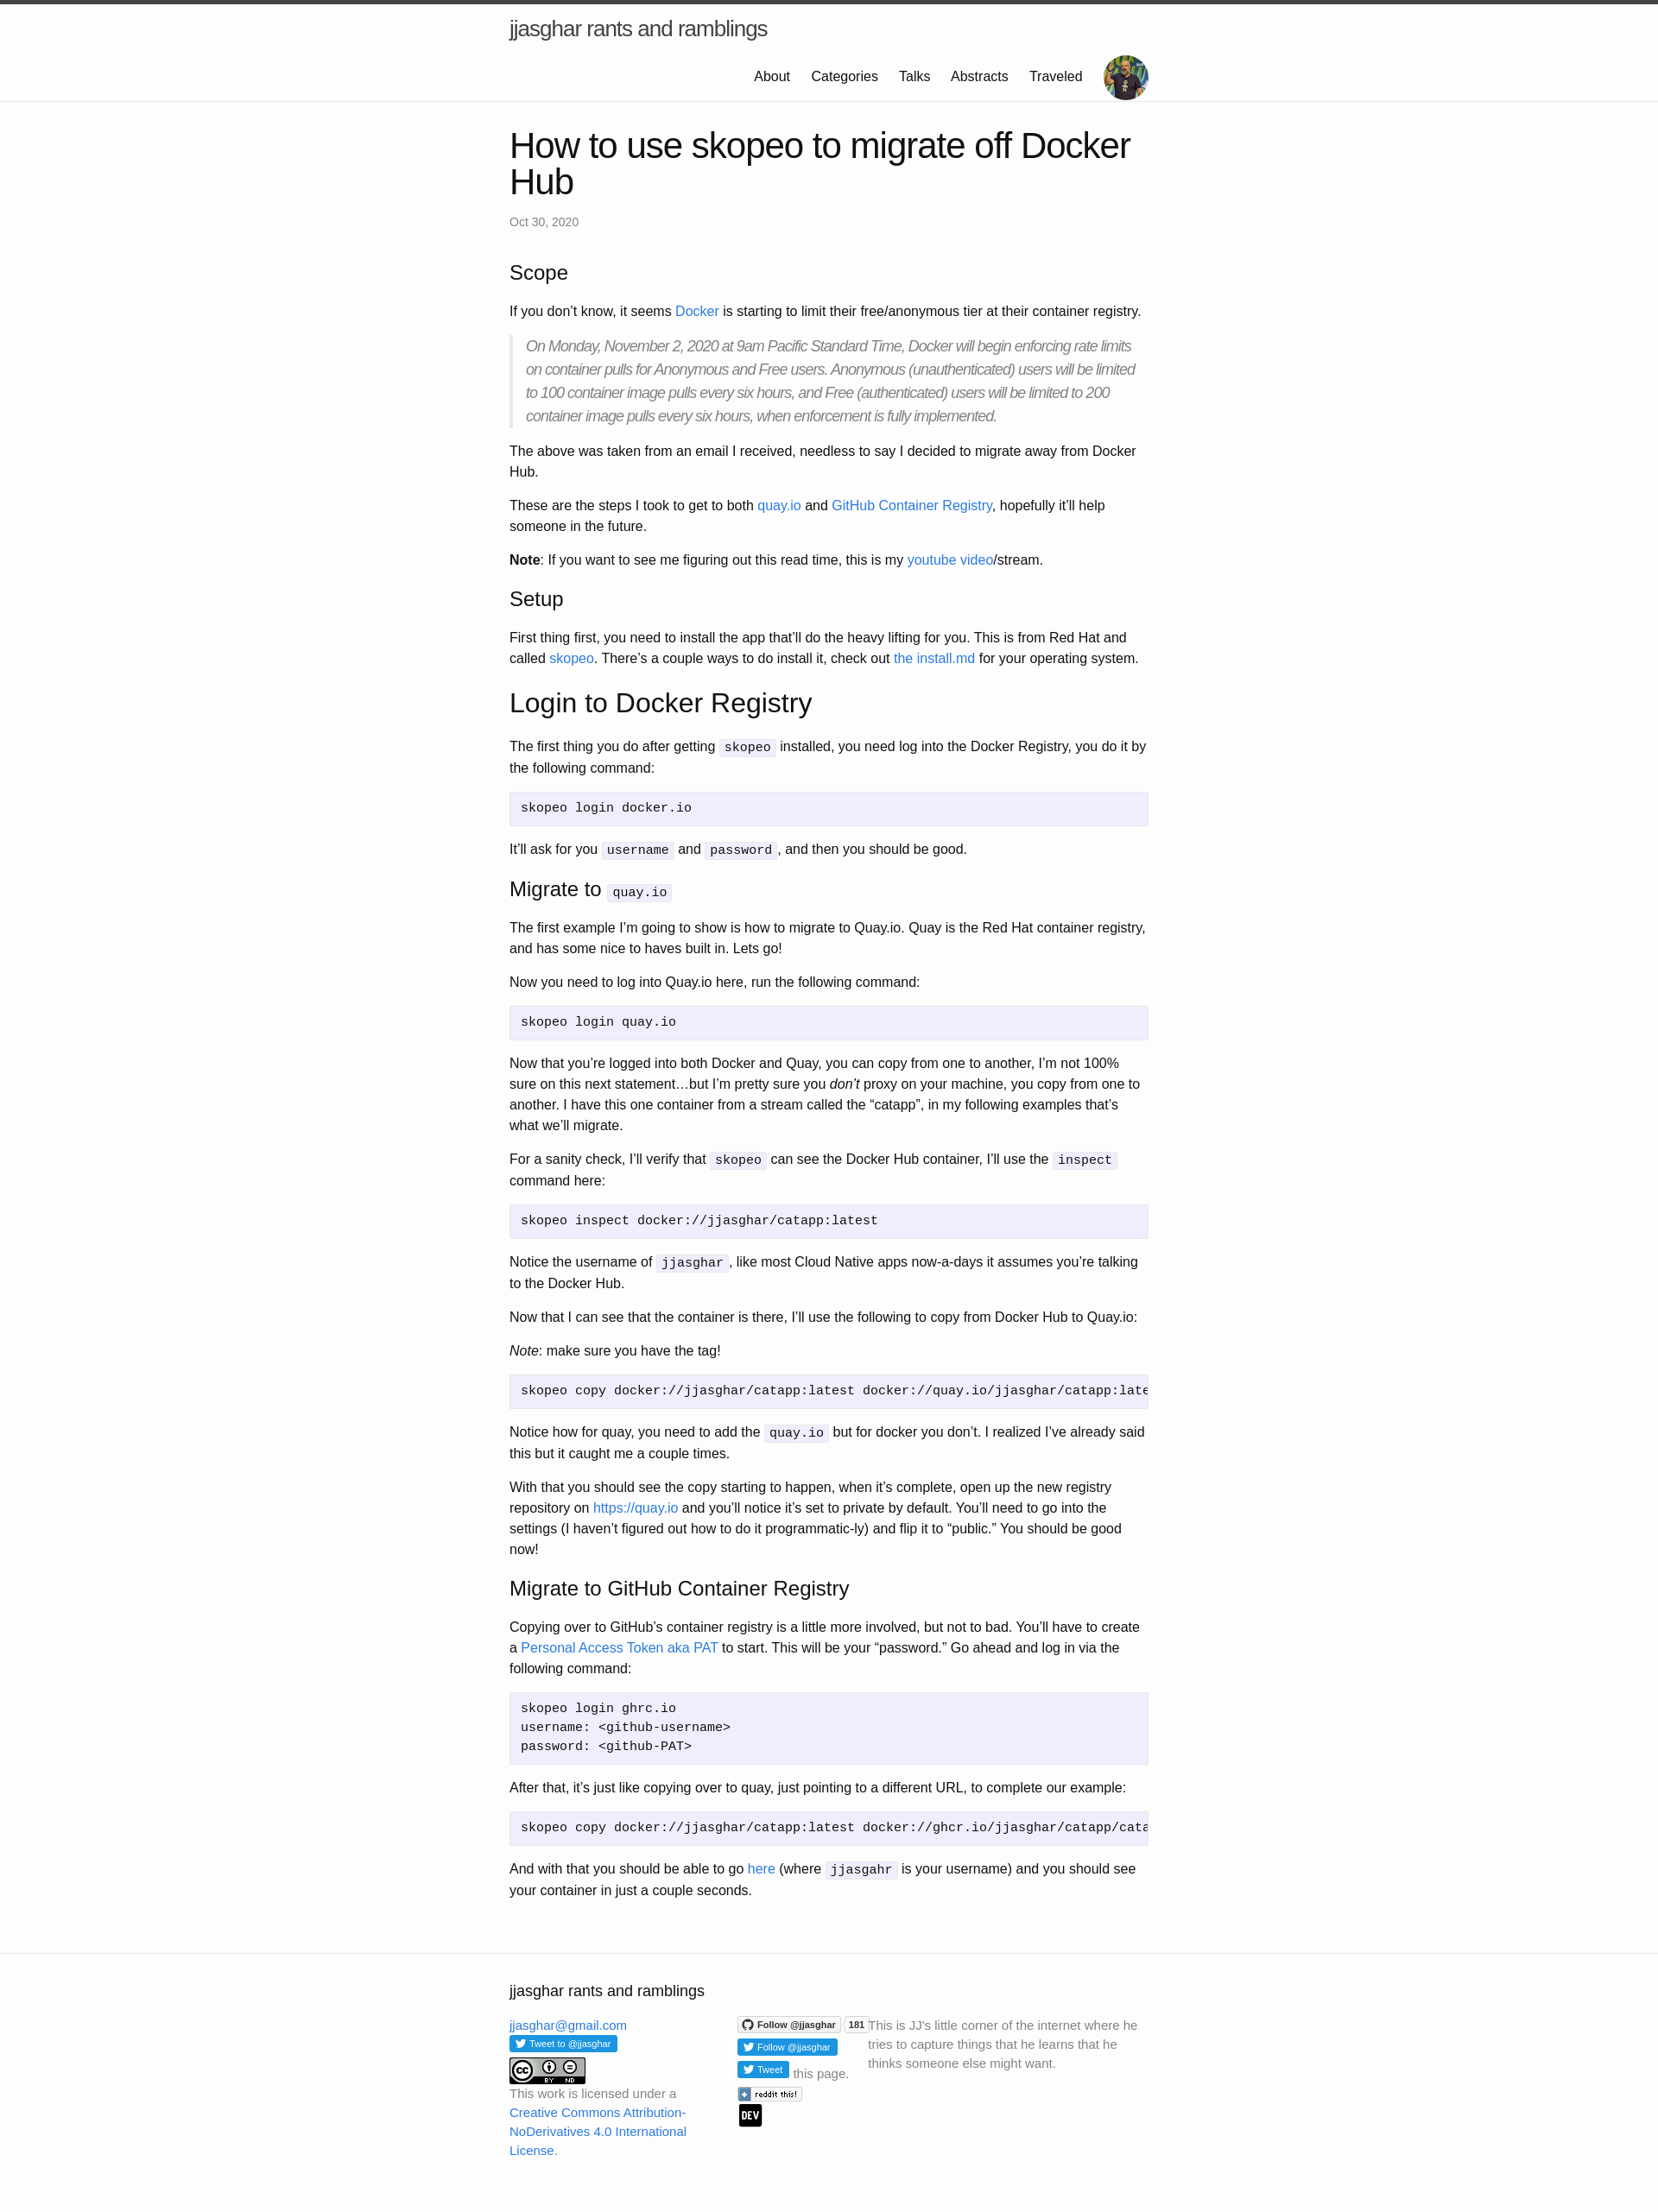 jjasghar rants and ramblings
About Categories Talks Abstracts Traveled
How to use skopeo to migrate off Docker
Hub
Oct 30, 2020
Scope
If you don’t know, it seems Docker is starting to limit their free/anonymous tier at their container registry.
On Monday, November 2, 2020 at 9am Pacific Standard Time, Docker will begin enforcing rate limits
on container pulls for Anonymous and Free users. Anonymous (unauthenticated) users will be limited
to 100 container image pulls every six hours, and Free (authenticated) users will be limited to 200
container image pulls every six hours, when enforcement is fully implemented.
The above was taken from an email I received, needless to say I decided to migrate away from Docker
Hub.
These are the steps I took to get to both quay.io and GitHub Container Registry, hopefully it’ll help
someone in the future.
Note: If you want to see me figuring out this read time, this is my youtube video/stream.
Setup
First thing first, you need to install the app that’ll do the heavy lifting for you. This is from Red Hat and
called skopeo. There’s a couple ways to do install it, check out the install.md for your operating system.
Login to Docker Registry
The first thing you do after getting skopeo installed, you need log into the Docker Registry, you do it by
the following command:
skopeo login docker.io
It’ll ask for you username and password, and then you should be good.
Migrate to quay.io
The first example I’m going to show is how to migrate to Quay.io. Quay is the Red Hat container registry,
and has some nice to haves built in. Lets go!
Now you need to log into Quay.io here, run the following command:
skopeo login quay.io
Now that you’re logged into both Docker and Quay, you can copy from one to another, I’m not 100%
sure on this next statement…but I’m pretty sure you don’t proxy on your machine, you copy from one to
another. I have this one container from a stream called the “catapp”, in my following examples that’s
what we’ll migrate.
For a sanity check, I’ll verify that skopeo can see the Docker Hub container, I’ll use the inspect
command here:
skopeo inspect docker://jjasghar/catapp:latest
Notice the username of jjasghar, like most Cloud Native apps now-a-days it assumes you’re talking
to the Docker Hub.
Now that I can see that the container is there, I’ll use the following to copy from Docker Hub to Quay.io:
Note: make sure you have the tag!
skopeo copy docker://jjasghar/catapp:latest docker://quay.io/jjasghar/catapp:late
Notice how for quay, you need to add the quay.io but for docker you don’t. I realized I’ve already said
this but it caught me a couple times.
With that you should see the copy starting to happen, when it’s complete, open up the new registry
repository on https://quay.io and you’ll notice it’s set to private by default. You’ll need to go into the
settings (I haven’t figured out how to do it programmatic-ly) and flip it to “public.” You should be good
now!
Migrate to GitHub Container Registry
Copying over to GitHub’s container registry is a little more involved, but not to bad. You’ll have to create
a Personal Access Token aka PAT to start. This will be your “password.” Go ahead and log in via the
following command:
skopeo login ghrc.io
username: <github-username>
password: <github-PAT>
After that, it’s just like copying over to quay, just pointing to a different URL, to complete our example:
skopeo copy docker://jjasghar/catapp:latest docker://ghcr.io/jjasghar/catapp/cata
And with that you should be able to go here (where jjasgahr is your username) and you should see
your container in just a couple seconds.
jjasghar rants and ramblings
jjasghar@gmail.com
Tweet to @jjasghar
cc BY ND
This work is licensed under a
Creative Commons Attribution-
NoDerivatives 4.0 International
License.
Follow @jjasghar 181
Follow @jjasghar
Tweet this page.
reddit this!
DEV
This is JJ's little corner of the internet where he
tries to capture things that he learns that he
thinks someone else might want.